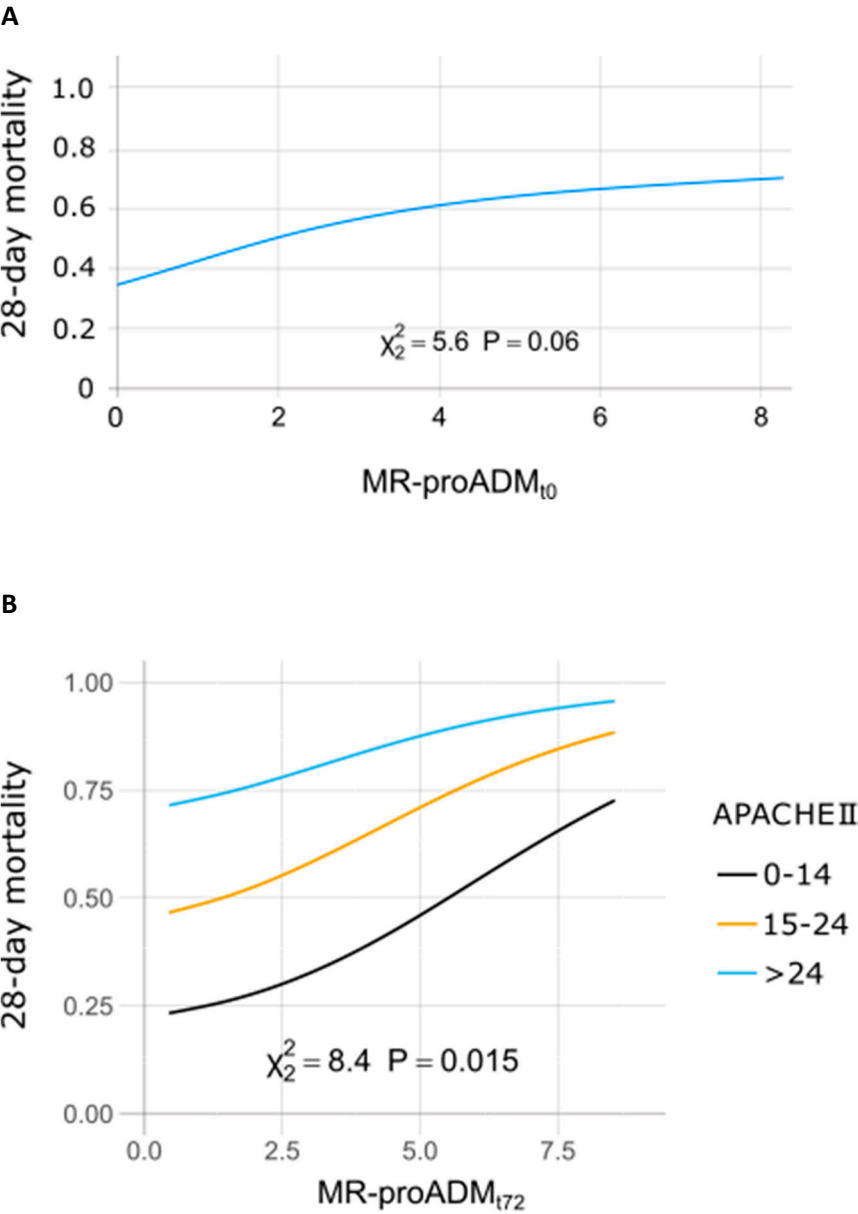 A
28-day mortality
1.0
0.8
0.6
0.4
0.2
0
χ₂² = 5.6 P = 0.06
0 2 4 6 8
MR-proADMt0
B
28-day mortality
1.00
0.75
0.50
0.25
0.00
χ₂² = 8.4 P = 0.015
0.0 2.5 5.0 7.5
MR-proADMt72
APACHEII
0-14
15-24
>24